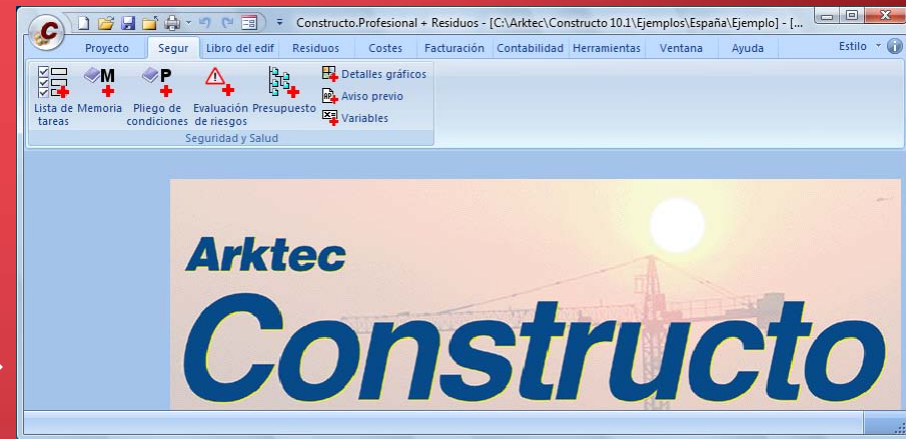 Constructo.Profesional + Residuos - [C:\Arktec\Constructo 10.1\Ejemplos\España\Ejemplo] - [...
Proyecto Segur Libro del edif Residuos Costes Facturación Contabilidad Herramientas Ventana Ayuda Estilo
Lista de tareas
Memoria
Pliego de condiciones
Evaluación de riesgos
Presupuesto
Detalles gráficos
Aviso previo
Variables
Seguridad y Salud
Arktec
Constructo